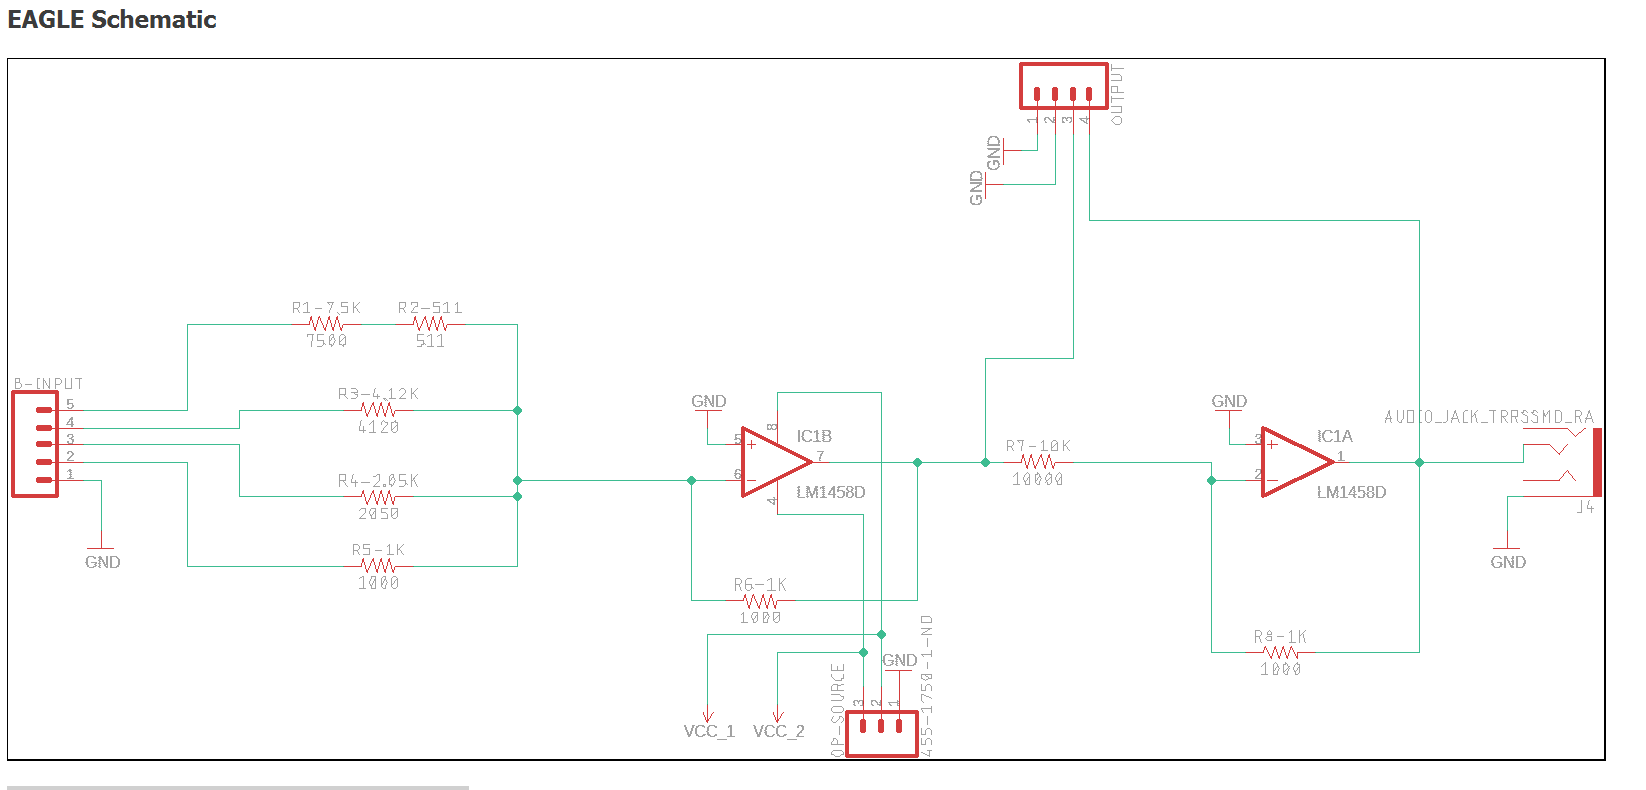 EAGLE Schematic
OUTPUT
1 2 3 4
GND
GND
R1-7.5K
7500
R2-511
511
B-INPUT
5
4
3
2
1
GND
R3-4.12K
4120
R4-2.05K
2050
R5-1K
1000
GND
5
6
8
4
7
IC1B
LM1458D
R6-1K
1000
R7-10K
10000
GND
3
2
1
IC1A
LM1458D
R8-1K
1000
AUDIO_JACK_TRRSSMD_RA
J4
GND
VCC_1
VCC_2
GND
OP-SOURCE
3 2 1
455-1750-1-ND